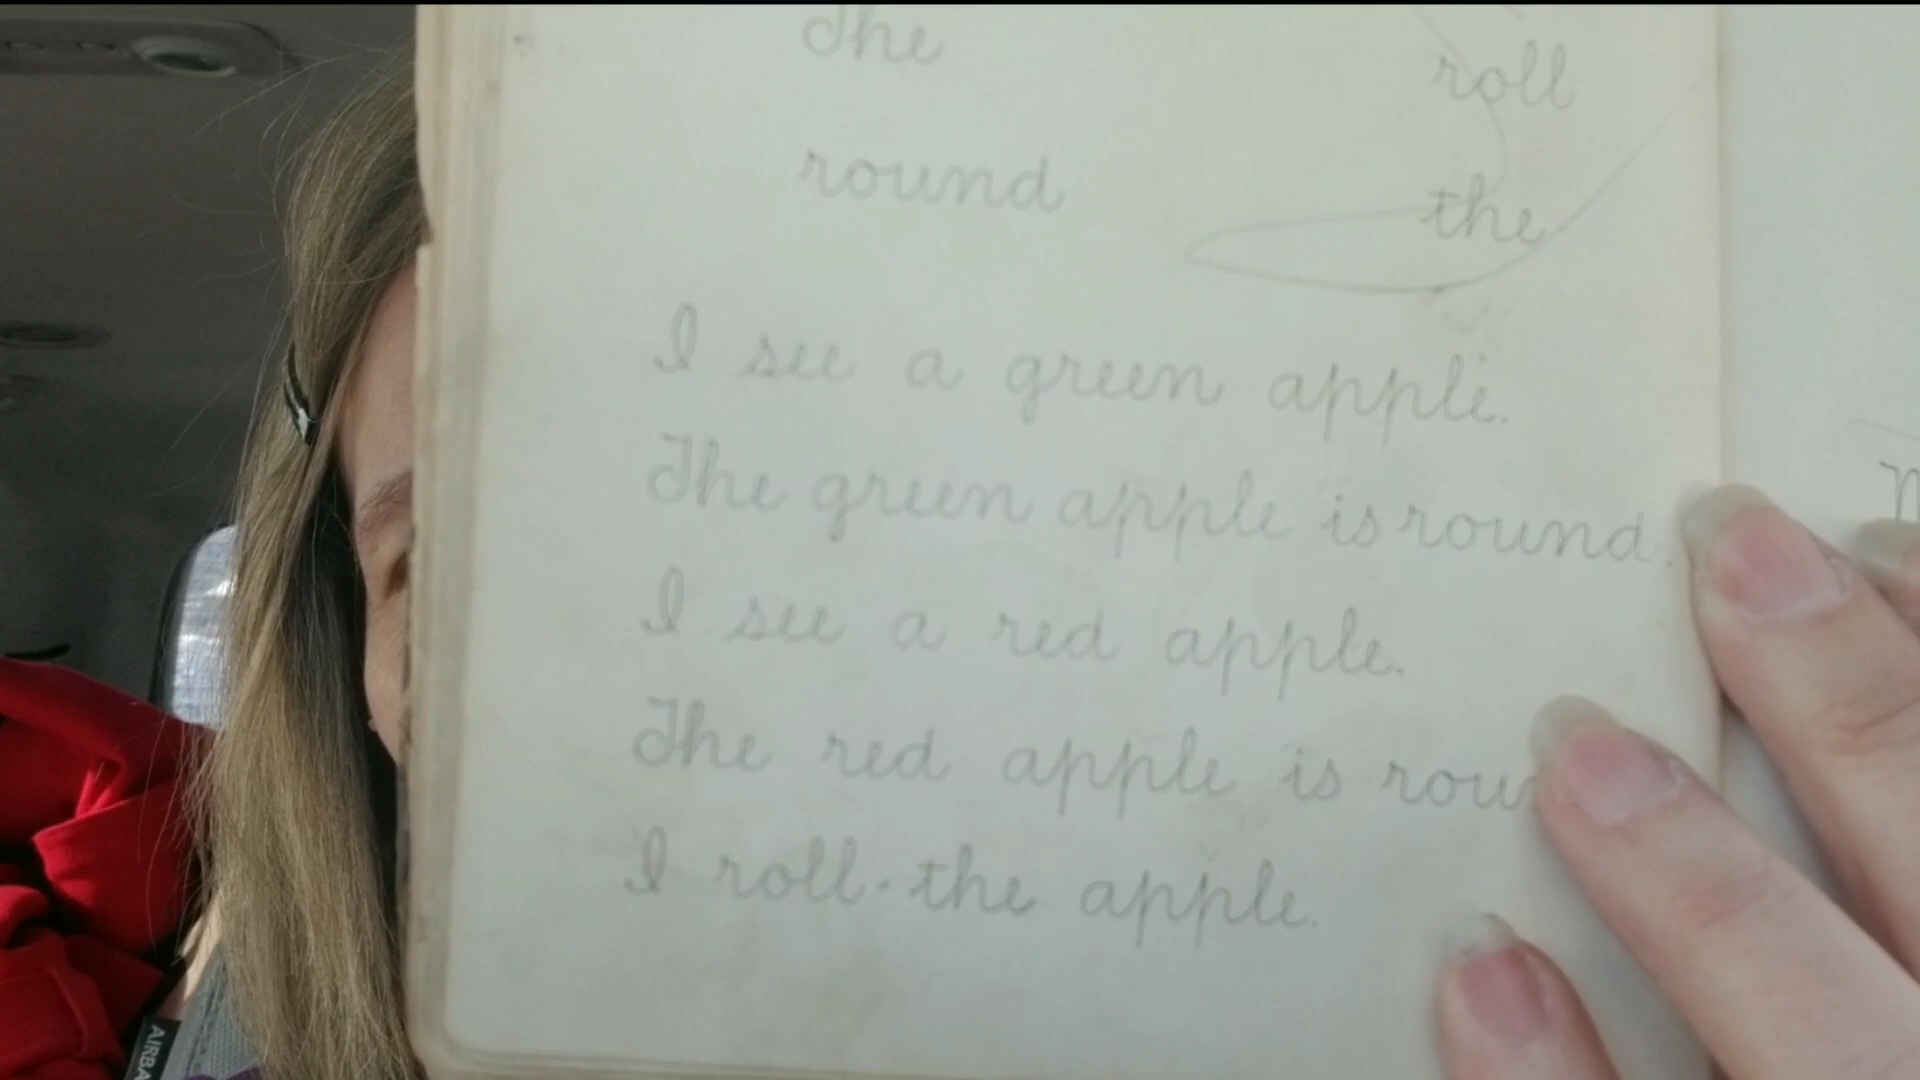 The roll
round the
I see a green apple.
The green apple is round.
I see a red apple.
The red apple is rou
I roll the apple.
AIRBA